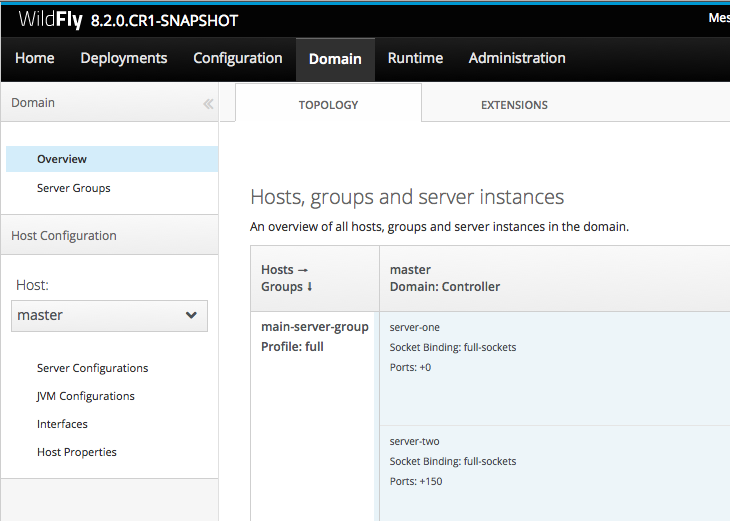 WildFly 8.2.0.CR1-SNAPSHOT
Home Deployments Configuration Domain Runtime Administration
Domain
TOPOLOGY EXTENSIONS
Overview
Server Groups
Host Configuration
Host:
master
Server Configurations
JVM Configurations
Interfaces
Host Properties
Hosts, groups and server instances
An overview of all hosts, groups and server instances in the domain.
Hosts → master
Groups ↓ Domain: Controller
main-server-group
Profile: full
server-one
Socket Binding: full-sockets
Ports: +0
server-two
Socket Binding: full-sockets
Ports: +150